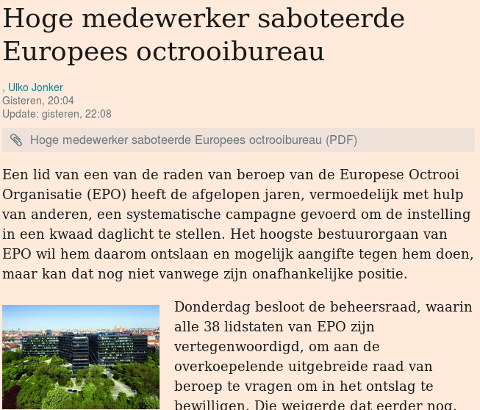 Hoge medewerker saboteerde
Europees octrooibureau
, Ulko Jonker
Gisteren, 20:04
Update: gisteren, 22:08
Hoge medewerker saboteerde Europees octrooibureau (PDF)
Een lid van een van de raden van beroep van de Europese Octrooi
Organisatie (EPO) heeft de afgelopen jaren, vermoedelijk met hulp
van anderen, een systematische campagne gevoerd om de instelling
in een kwaad daglicht te stellen. Het hoogste bestuurorgaan van
EPO wil hem daarom ontslaan en mogelijk aangifte tegen hem doen,
maar kan dat nog niet vanwege zijn onafhankelijke positie.
Donderdag besloot de beheersraad, waarin
alle 38 lidstaten van EPO zijn
vertegenwoordigd, om aan de
overkoepelende uitgebreide raad van
beroep te vragen om in het ontslag te
bewilligen. Die weigerde dat eerder nog.